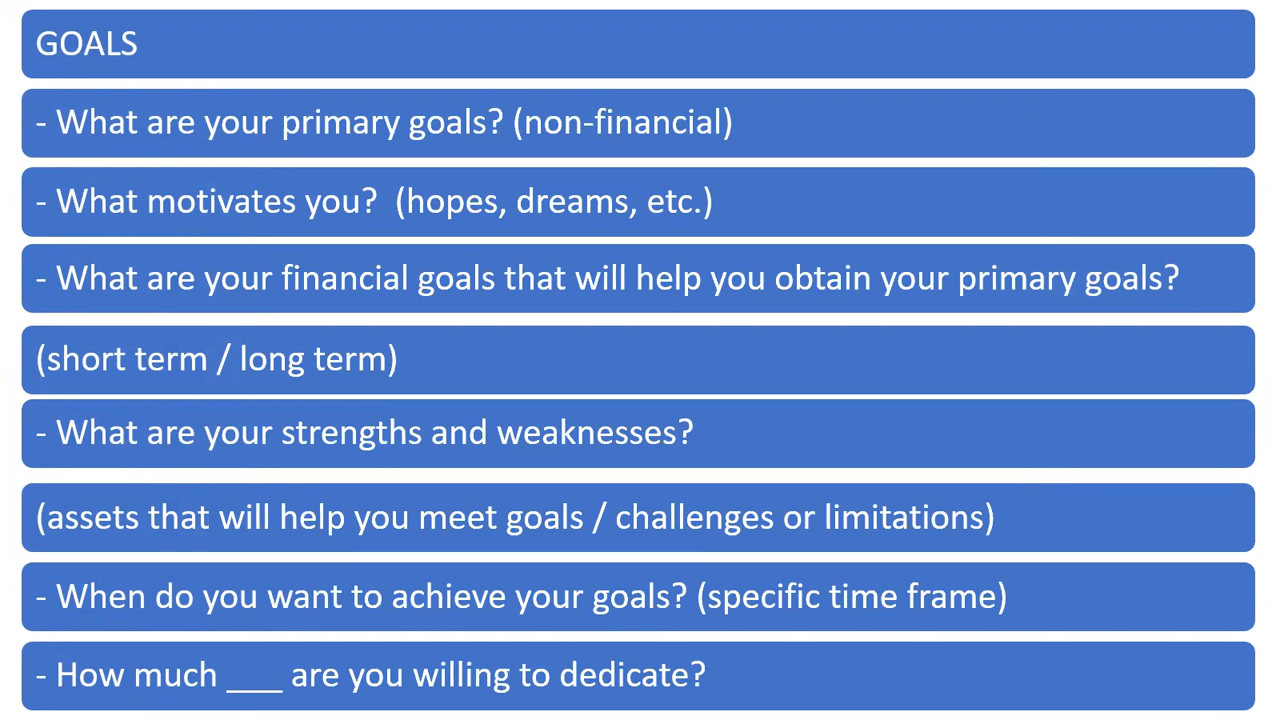 GOALS
- What are your primary goals? (non-financial)
- What motivates you?  (hopes, dreams, etc.)
- What are your financial goals that will help you obtain your primary goals?
(short term / long term)
- What are your strengths and weaknesses?
(assets that will help you meet goals / challenges or limitations)
- When do you want to achieve your goals? (specific time frame)
- How much ___ are you willing to dedicate?